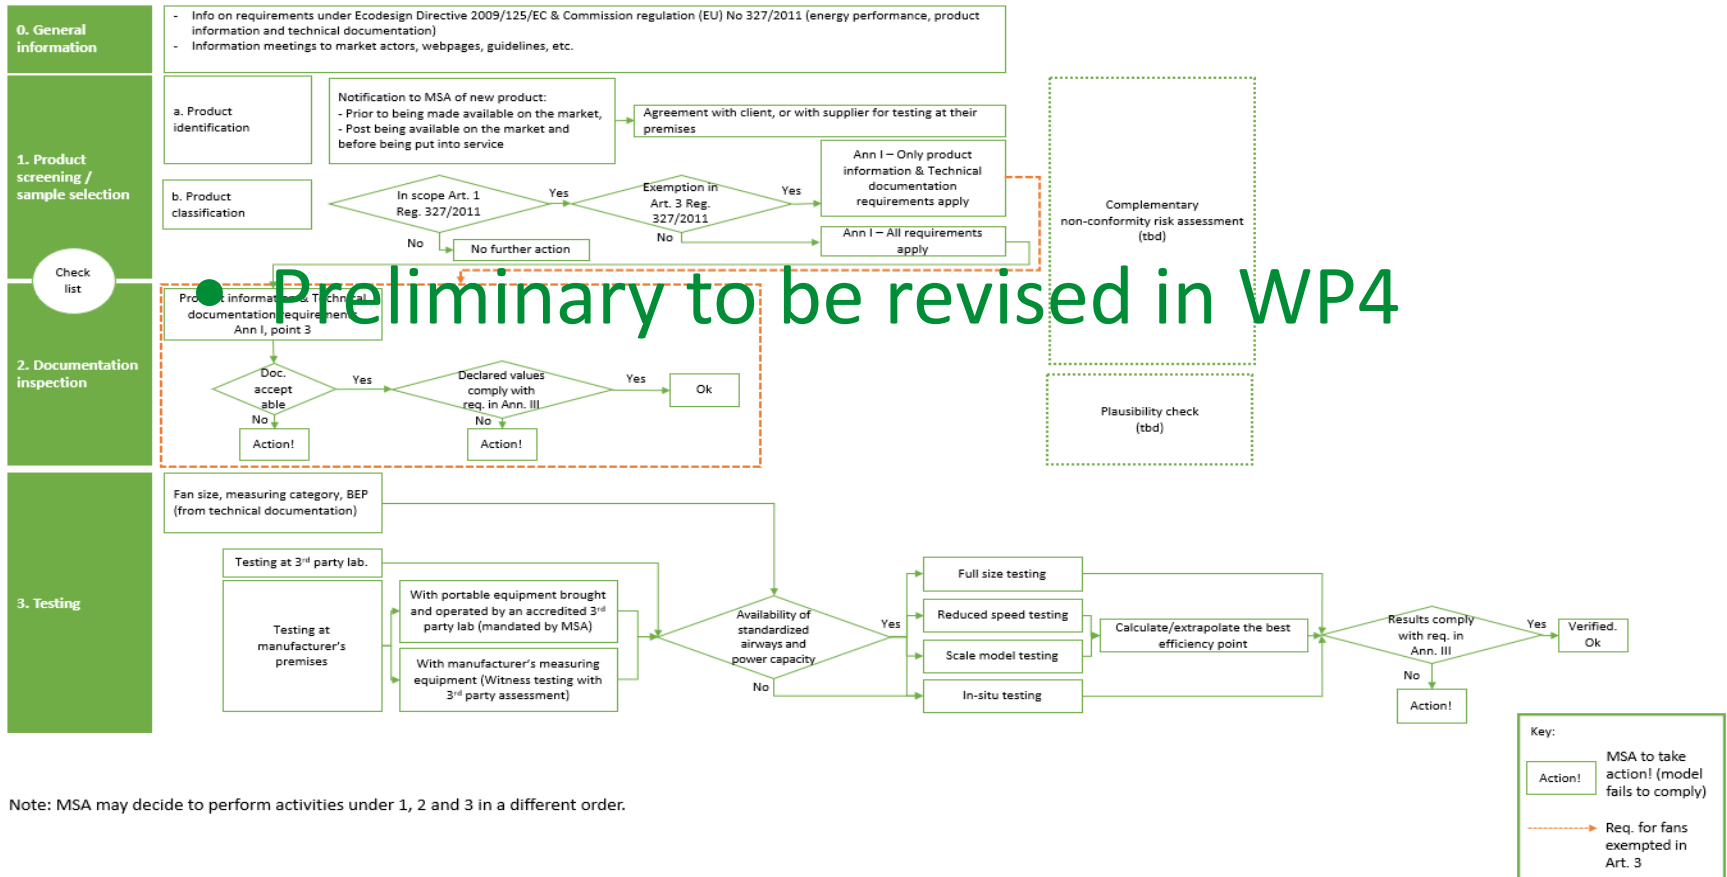 0. General
information
- Info on requirements under Ecodesign Directive 2009/125/EC & Commission regulation (EU) No 327/2011 (energy performance, product
information and technical documentation)
- Information meetings to market actors, webpages, guidelines, etc.
1. Product
screening /
sample selection
a. Product
identification
Notification to MSA of new product:
- Prior to being made available on the market,
- Post being available on the market and
before being put into service
Agreement with client, or with supplier for testing at their
premises
b. Product
classification
In scope Art. 1
Reg. 327/2011
Yes
No
No further action
Exemption in
Art. 3 Reg.
327/2011
Yes
No
Ann I – Only product
information & Technical
documentation
requirements apply
Ann I – All requirements
apply
Complementary
non-conformity risk assessment
(tbd)
Check
list
• Preliminary to be revised in WP4
2. Documentation
inspection
Product information & Technical
documentation requirements
Ann I, point 3
Doc.
accept
able
Yes
No
Action!
Declared values
comply with
req. in Ann. III
Yes
No
Action!
Ok
Plausibility check
(tbd)
3. Testing
Fan size, measuring category, BEP
(from technical documentation)
Testing at 3rd party lab.
Testing at
manufacturer's
premises
With portable equipment brought
and operated by an accredited 3rd
party lab (mandated by MSA)
With manufacturer's measuring
equipment (Witness testing with
3rd party assessment)
Availability of
standardized
airways and
power capacity
Yes
No
Full size testing
Reduced speed testing
Scale model testing
In-situ testing
Calculate/extrapolate the best
efficiency point
Results comply
with req. in
Ann. III
Yes
No
Verified.
Ok
Action!
Key:
Action!
MSA to take
action! (model
fails to comply)
Req. for fans
exempted in
Art. 3
Note: MSA may decide to perform activities under 1, 2 and 3 in a different order.